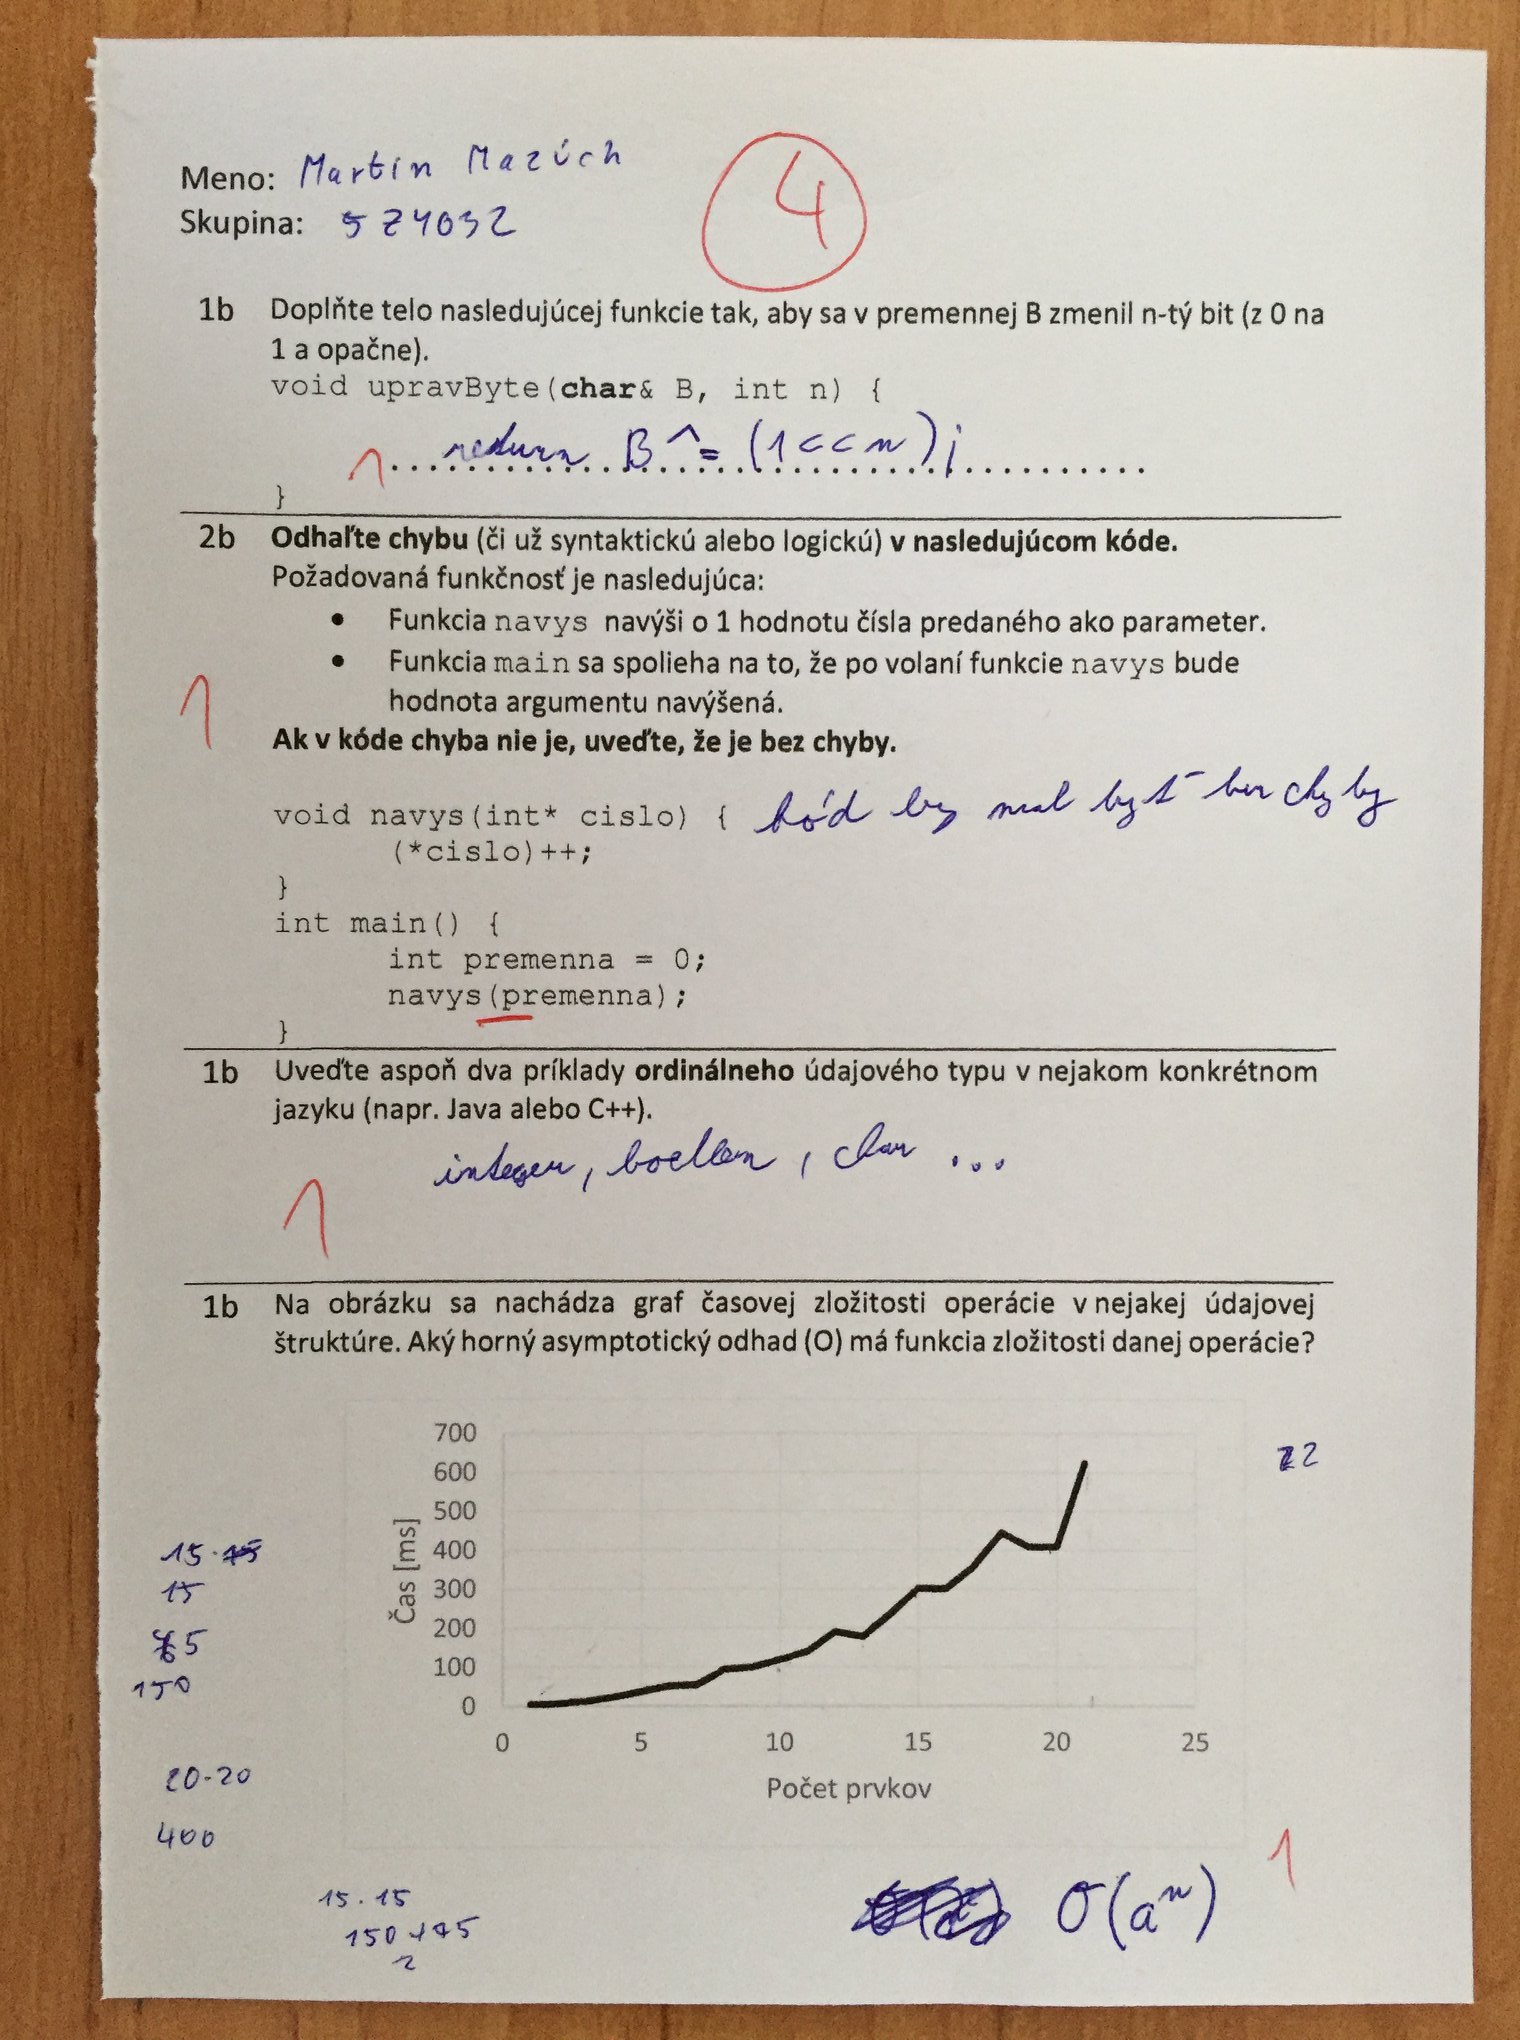 Meno: Martin Mazúch
4
Skupina: 5ZY032
1b Doplňte telo nasledujúcej funkcie tak, aby sa v premennej B zmenil n-tý bit (z 0 na
1 a opačne).
void upravByte(char& B, int n) {
1 return B ^= (1<<n);
}
2b Odhaľte chybu (či už syntaktickú alebo logickú) v nasledujúcom kóde.
Požadovaná funkčnosť je nasledujúca:
• Funkcia navys navýši o 1 hodnotu čísla predaného ako parameter.
• Funkcia main sa spolieha na to, že po volaní funkcie navys bude
1
hodnota argumentu navýšená.
Ak v kóde chyba nie je, uveďte, že je bez chyby.
void navys(int* cislo) { kód by mal byť bez chyby
(*cislo)++;
}
int main() {
int premenna = 0;
navys(premenna);
}
1b Uveďte aspoň dva príklady ordinálneho údajového typu v nejakom konkrétnom
jazyku (napr. Java alebo C++).
integer, boellen, char ...
1
1b Na obrázku sa nachádza graf časovej zložitosti operácie v nejakej údajovej
štruktúre. Aký horný asymptotický odhad (O) má funkcia zložitosti danej operácie?
700
600
500
400
300
200
100
0
Čas [ms]
0 5 10 15 20 25
Počet prvkov
15
15
150
20-20
400
1
15.15
O(aⁿ)
2